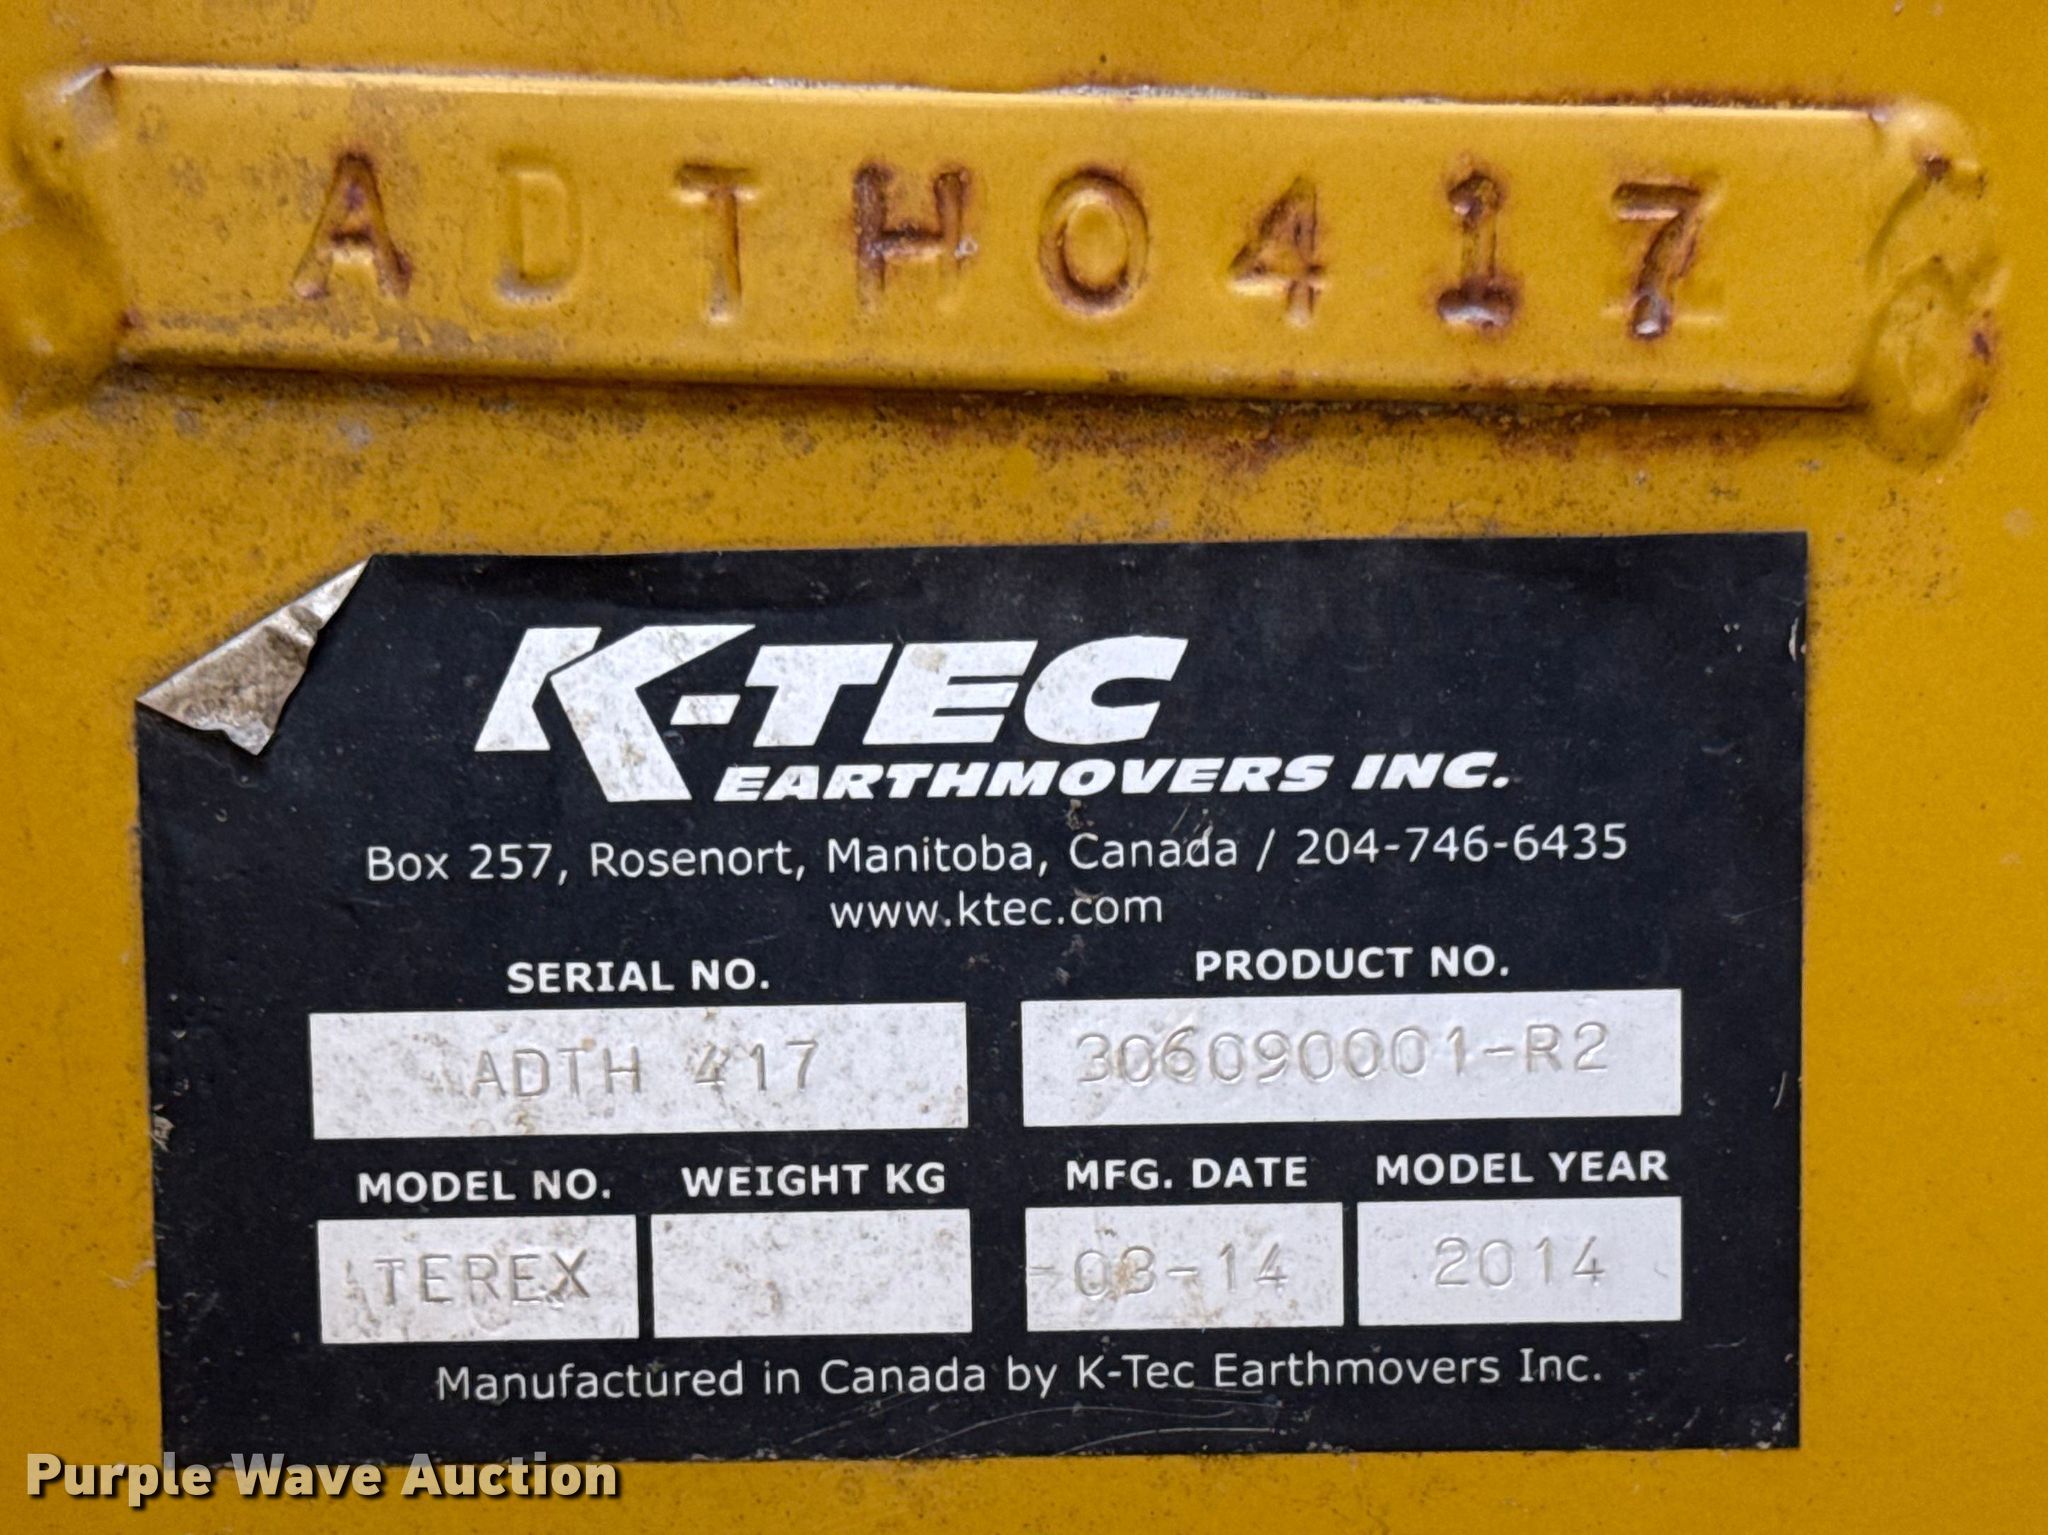 ADTH0417
K-TEC
EARTHMOVERS INC.
Box 257, Rosenort, Manitoba, Canada / 204-746-6435
www.ktec.com
SERIAL NO. PRODUCT NO.
ADTH 417 306090001-R2
MODEL NO. WEIGHT KG MFG. DATE MODEL YEAR
TEREX -03-14 2014
Manufactured in Canada by K-Tec Earthmovers Inc.
Purple Wave Auction